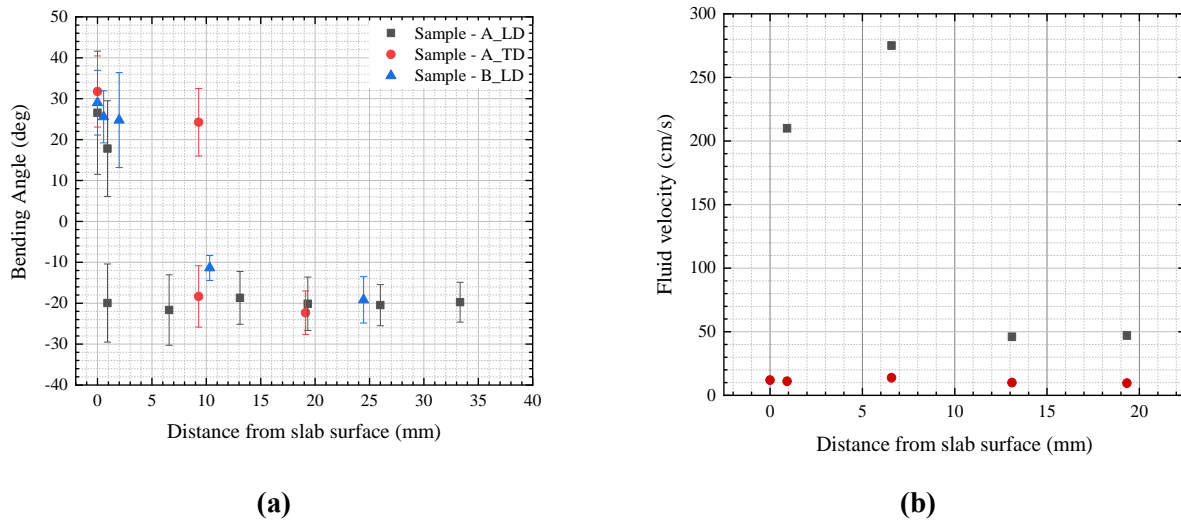 50
40
30
20
10
0
-10
-20
-30
-40
Bending Angle (deg)
Sample - A_LD
Sample - A_TD
Sample - B_LD
0 5 10 15 20 25 30 35 40
Distance from slab surface (mm)
(a)
300
250
200
150
100
50
0
Fluid velocity (cm/s)
0 5 10 15 20
Distance from slab surface (mm)
(b)